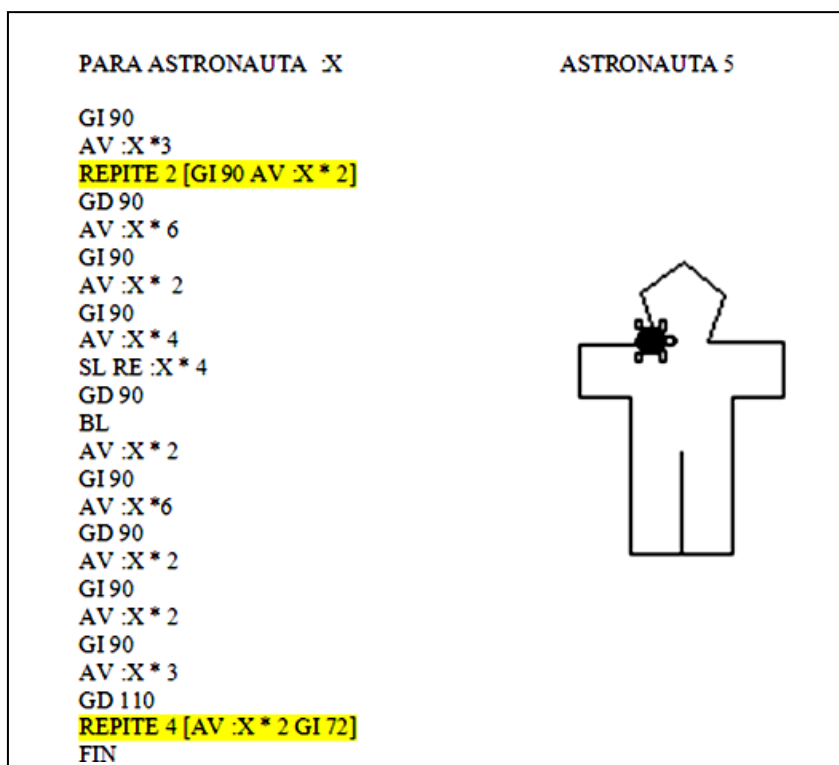 PARA ASTRONAUTA :X
ASTRONAUTA 5
GI 90
AV :X *3
REPITE 2 [GI 90 AV :X * 2]
GD 90
AV :X * 6
GI 90
AV :X * 2
GI 90
AV :X * 4
SL RE :X * 4
GD 90
BL
AV :X * 2
GI 90
AV :X *6
GD 90
AV :X * 2
GI 90
AV :X * 2
GI 90
AV :X * 3
GD 110
REPITE 4 [AV :X * 2 GI 72]
FIN